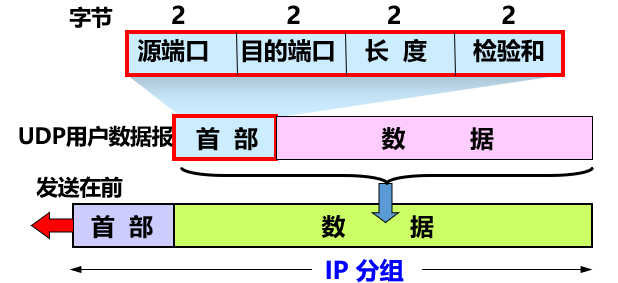 字节 2 2 2 2
源端口 目的端口 长 度 检验和
UDP用户数据报 首 部 数 据
发送在前
首 部 数 据
IP 分组